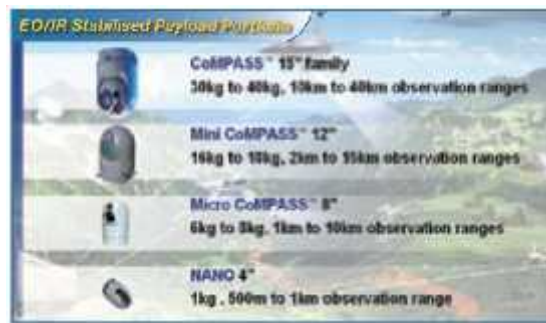 EO/IR Stabilised Payload Portfolio
CoMPASS™ 15" family
30kg to 40kg, 10km to 40km observation ranges
Mini CoMPASS™ 12"
16kg to 18kg, 2km to 15km observation ranges
Micro CoMPASS™ 8"
6kg to 8kg, 1km to 10km observation ranges
NANO 4"
1kg , 500m to 1km observation range